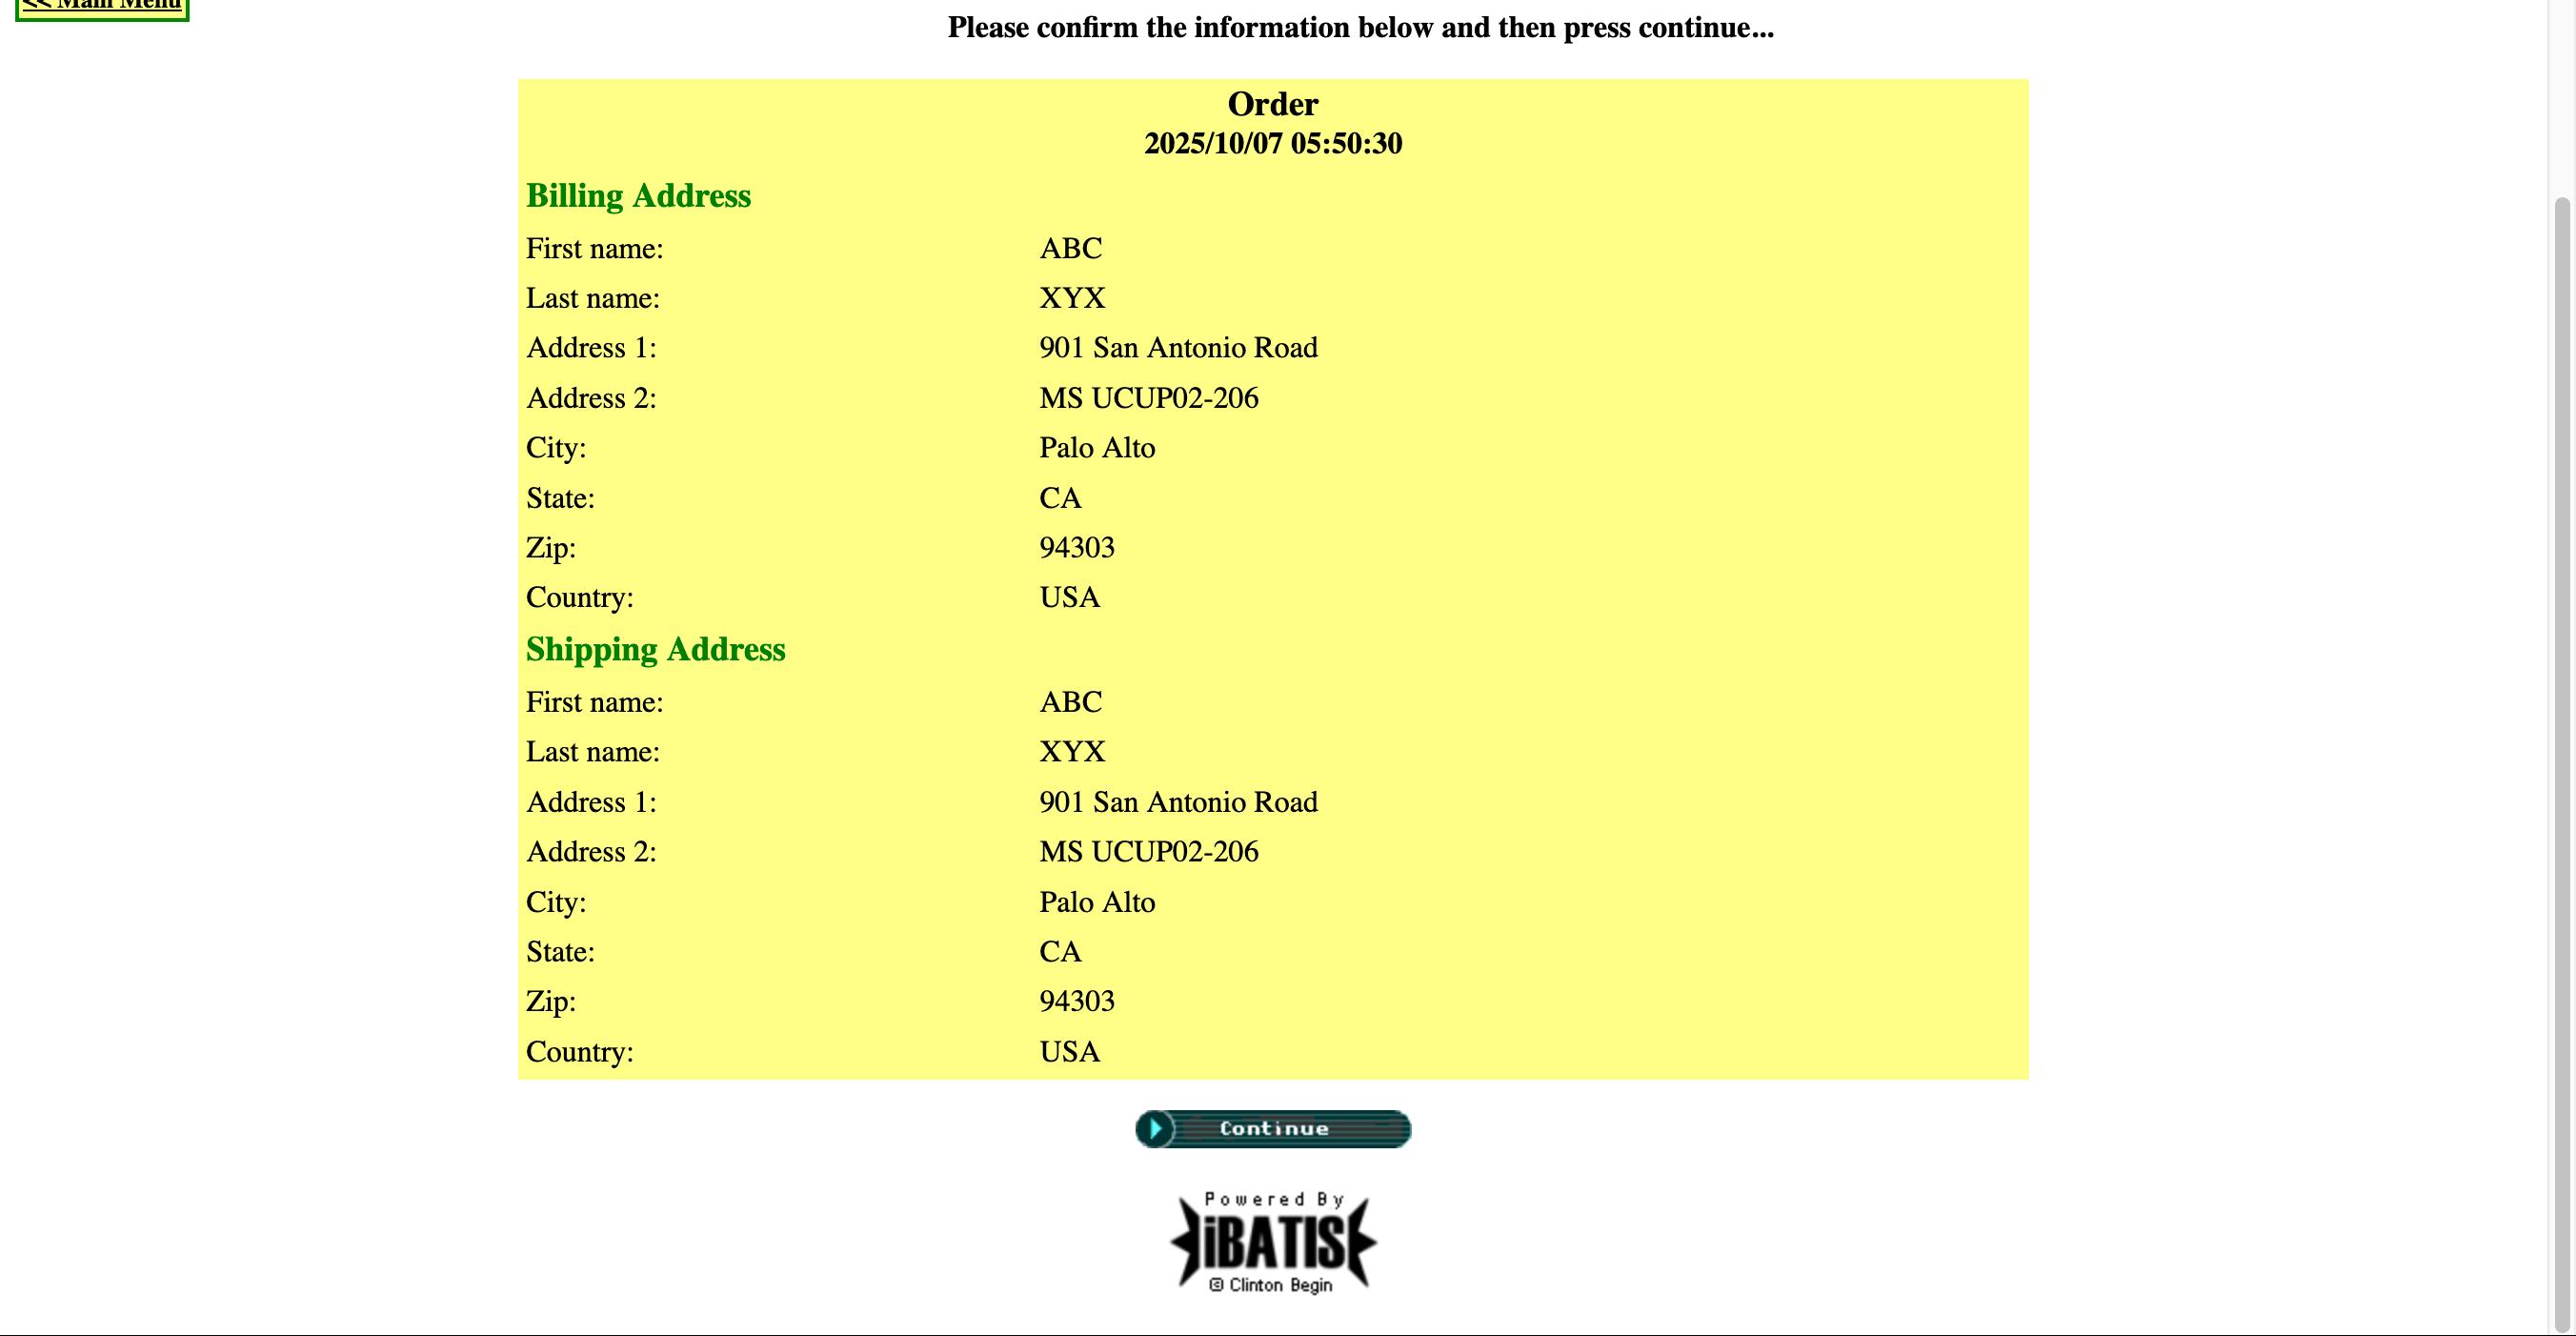 << Main Menu
Please confirm the information below and then press continue...
Order
2025/10/07 05:50:30
Billing Address
First name: ABC
Last name: XYX
Address 1: 901 San Antonio Road
Address 2: MS UCUP02-206
City: Palo Alto
State: CA
Zip: 94303
Country: USA
Shipping Address
First name: ABC
Last name: XYX
Address 1: 901 San Antonio Road
Address 2: MS UCUP02-206
City: Palo Alto
State: CA
Zip: 94303
Country: USA
Continue
Powered By
iBATIS
© Clinton Begin